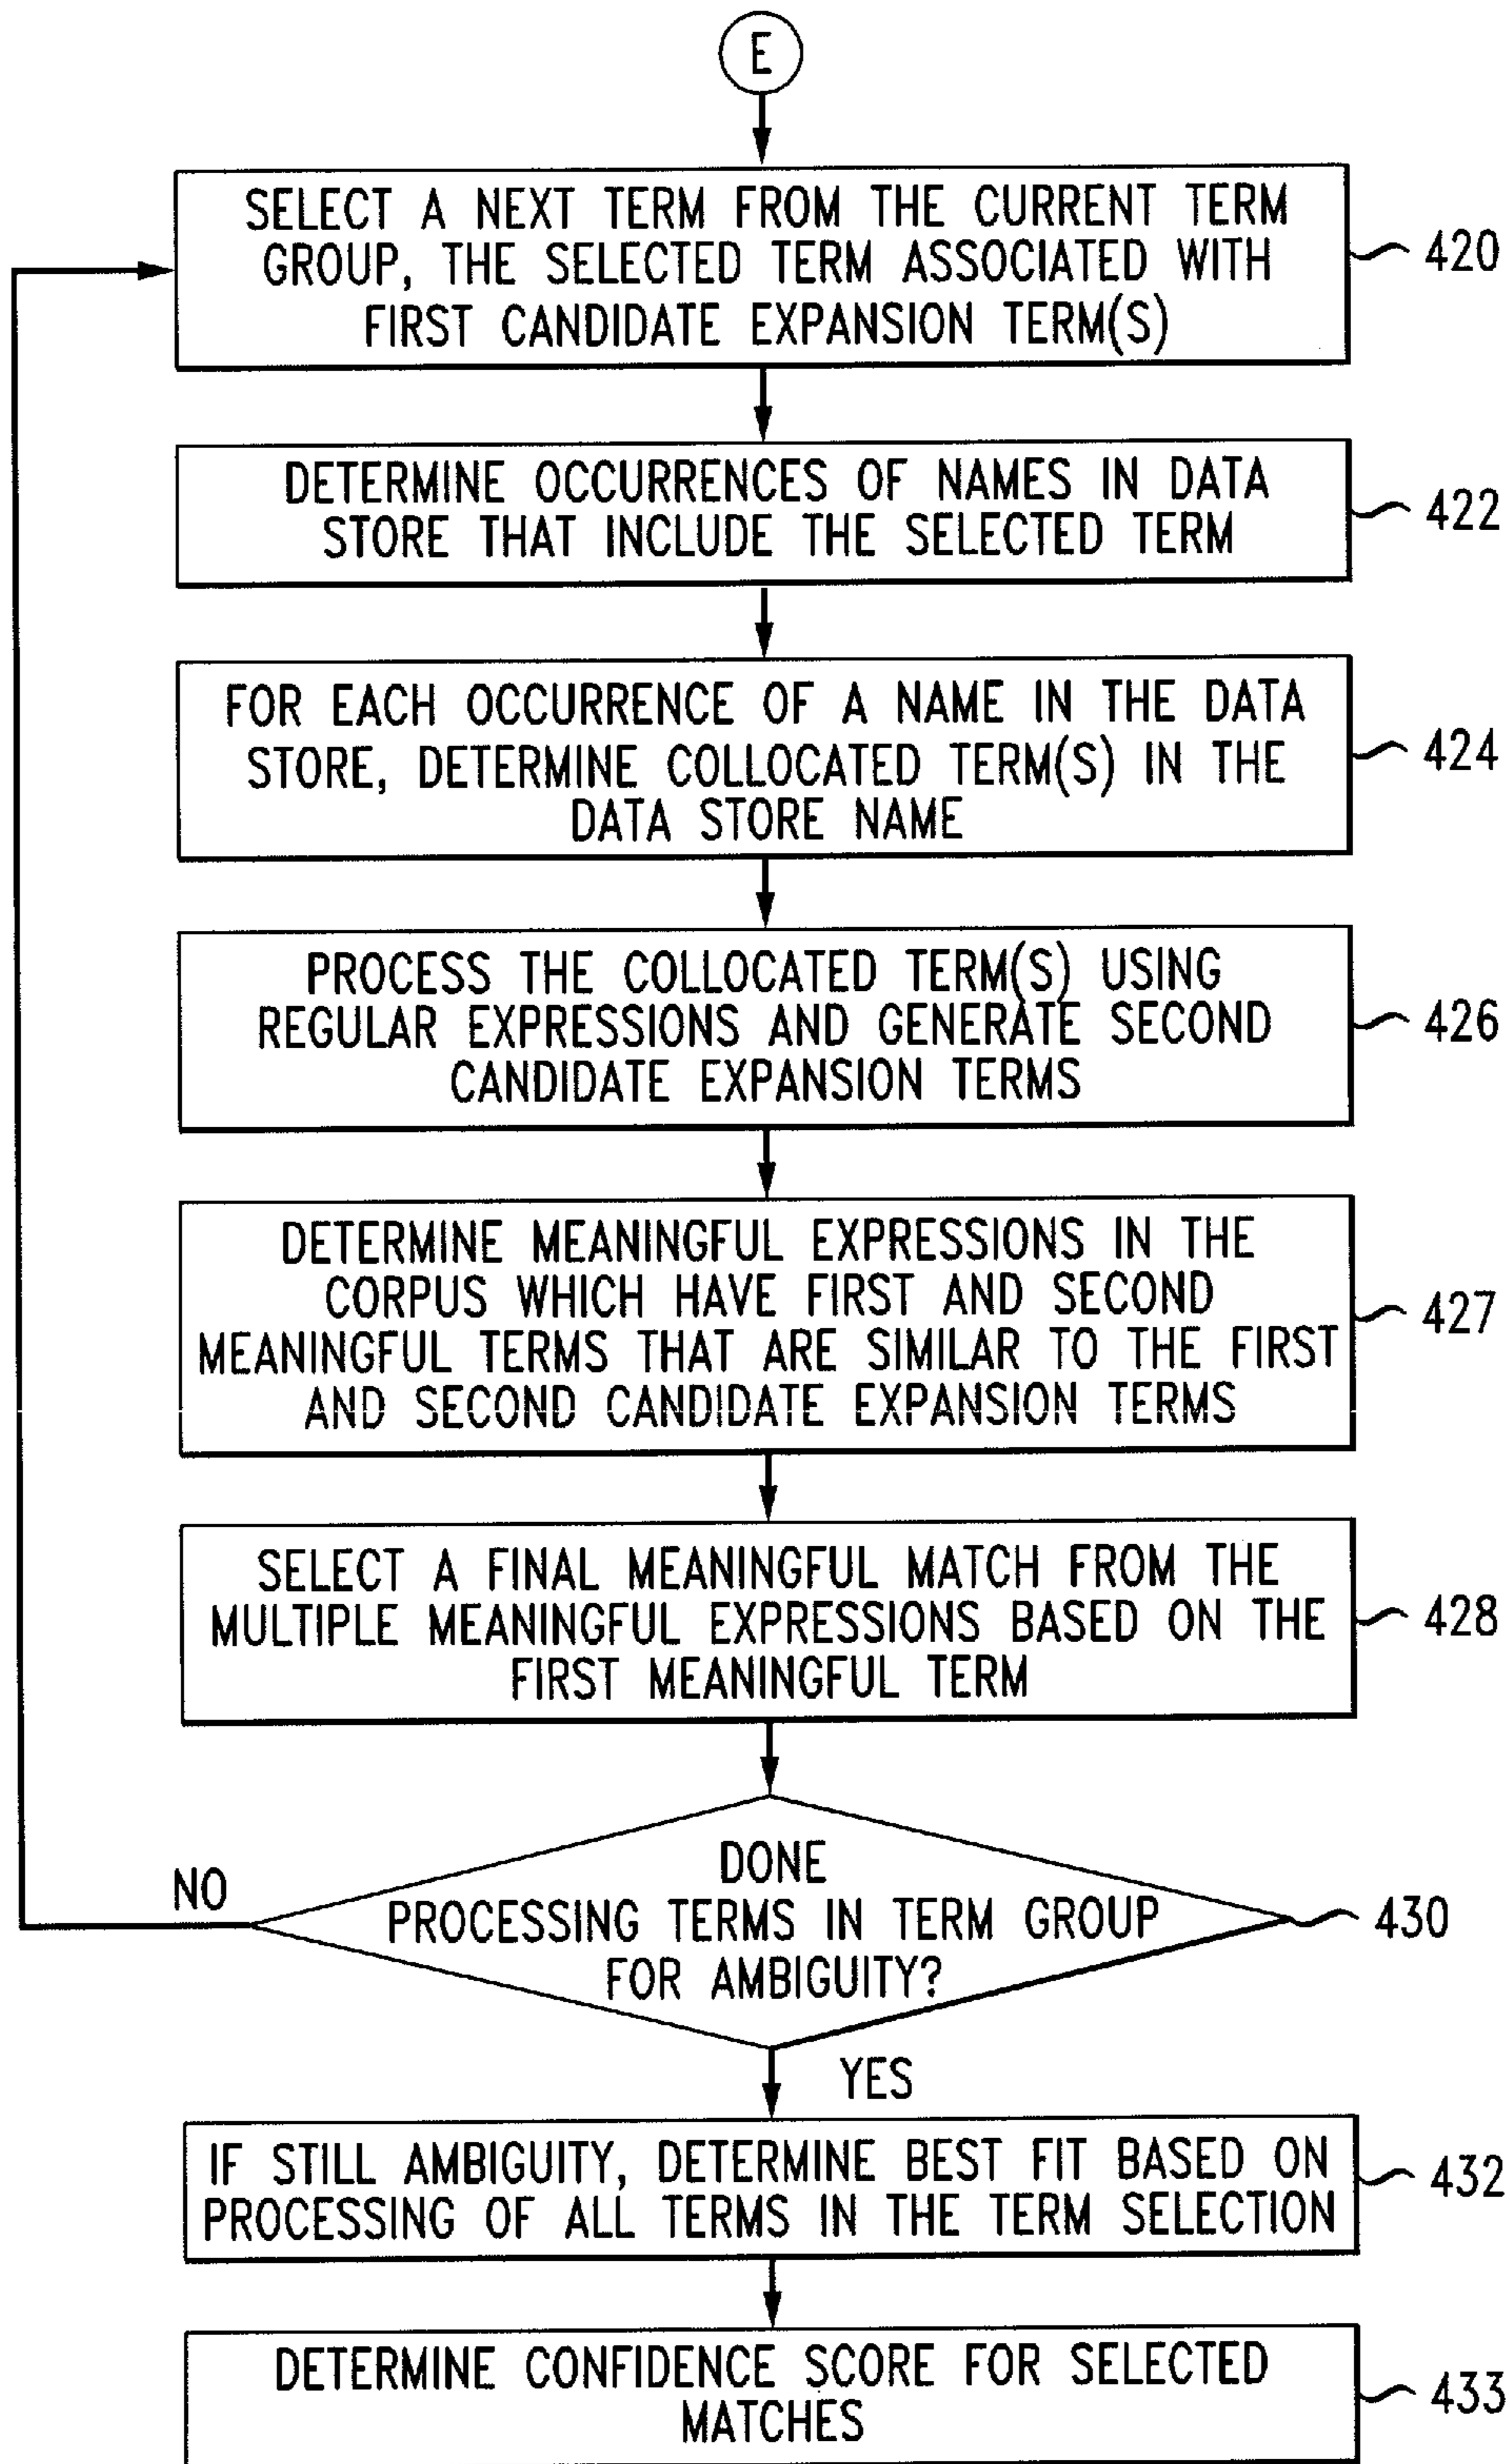 E
SELECT A NEXT TERM FROM THE CURRENT TERM
GROUP, THE SELECTED TERM ASSOCIATED WITH
FIRST CANDIDATE EXPANSION TERM(S)
420
DETERMINE OCCURRENCES OF NAMES IN DATA
STORE THAT INCLUDE THE SELECTED TERM
422
FOR EACH OCCURRENCE OF A NAME IN THE DATA
STORE, DETERMINE COLLOCATED TERM(S) IN THE
DATA STORE NAME
424
PROCESS THE COLLOCATED TERM(S) USING
REGULAR EXPRESSIONS AND GENERATE SECOND
CANDIDATE EXPANSION TERMS
426
DETERMINE MEANINGFUL EXPRESSIONS IN THE
CORPUS WHICH HAVE FIRST AND SECOND
MEANINGFUL TERMS THAT ARE SIMILAR TO THE FIRST
AND SECOND CANDIDATE EXPANSION TERMS
427
SELECT A FINAL MEANINGFUL MATCH FROM THE
MULTIPLE MEANINGFUL EXPRESSIONS BASED ON THE
FIRST MEANINGFUL TERM
428
NO
DONE
PROCESSING TERMS IN TERM GROUP
FOR AMBIGUITY?
430
YES
IF STILL AMBIGUITY, DETERMINE BEST FIT BASED ON
PROCESSING OF ALL TERMS IN THE TERM SELECTION
432
DETERMINE CONFIDENCE SCORE FOR SELECTED
MATCHES
433